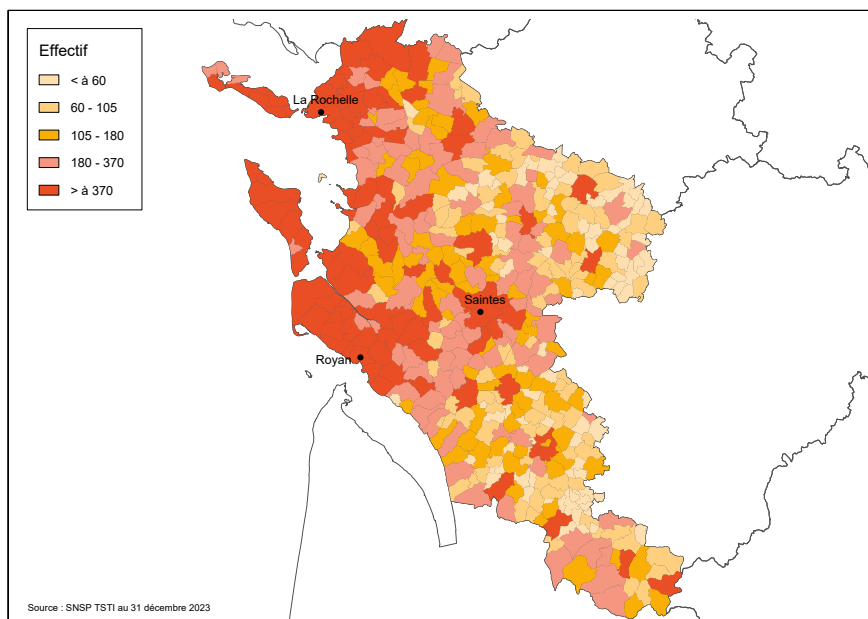 Effectif
< à 60
60 - 105
105 - 180
180 - 370
> à 370
La Rochelle
Saintes
Royan
Source : SNSP TSTI au 31 décembre 2023